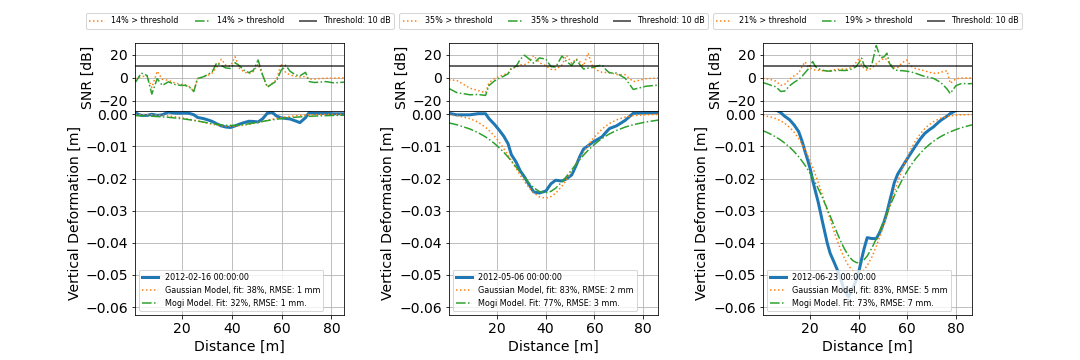 14% > threshold 14% > threshold Threshold: 10 dB 35% > threshold 35% > threshold Threshold: 10 dB 21% > threshold 19% > threshold Threshold: 10 dB
SNR [dB]
20
0
−20
SNR [dB]
20
0
−20
SNR [dB]
20
0
−20
Vertical Deformation [m]
0.00
−0.01
−0.02
−0.03
−0.04
−0.05
−0.06
2012-02-16 00:00:00
Gaussian Model, fit: 38%, RMSE: 1 mm
Mogi Model. Fit: 32%, RMSE: 1 mm.
20 40 60 80
Distance [m]
Vertical Deformation [m]
0.00
−0.01
−0.02
−0.03
−0.04
−0.05
−0.06
2012-05-06 00:00:00
Gaussian Model, fit: 83%, RMSE: 2 mm
Mogi Model. Fit: 77%, RMSE: 3 mm.
20 40 60 80
Distance [m]
Vertical Deformation [m]
0.00
−0.01
−0.02
−0.03
−0.04
−0.05
−0.06
2012-06-23 00:00:00
Gaussian Model, fit: 83%, RMSE: 5 mm
Mogi Model. Fit: 73%, RMSE: 7 mm.
20 40 60 80
Distance [m]